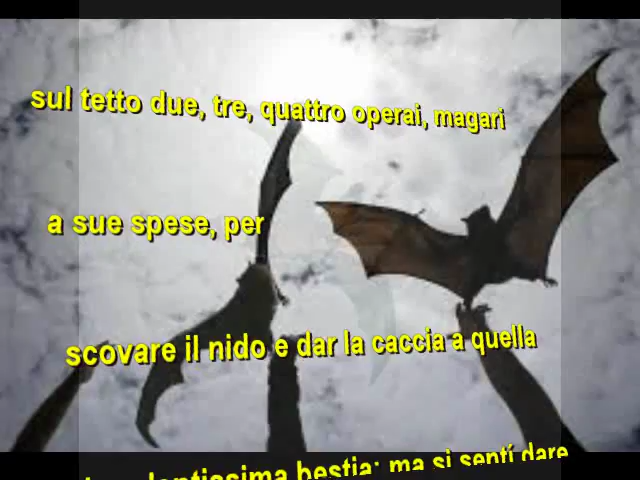 sul tetto due, tre, quattro operai, magari
a sue spese, per
scovare il nido e dar la caccia a quella
bestia; ma si sentí dare